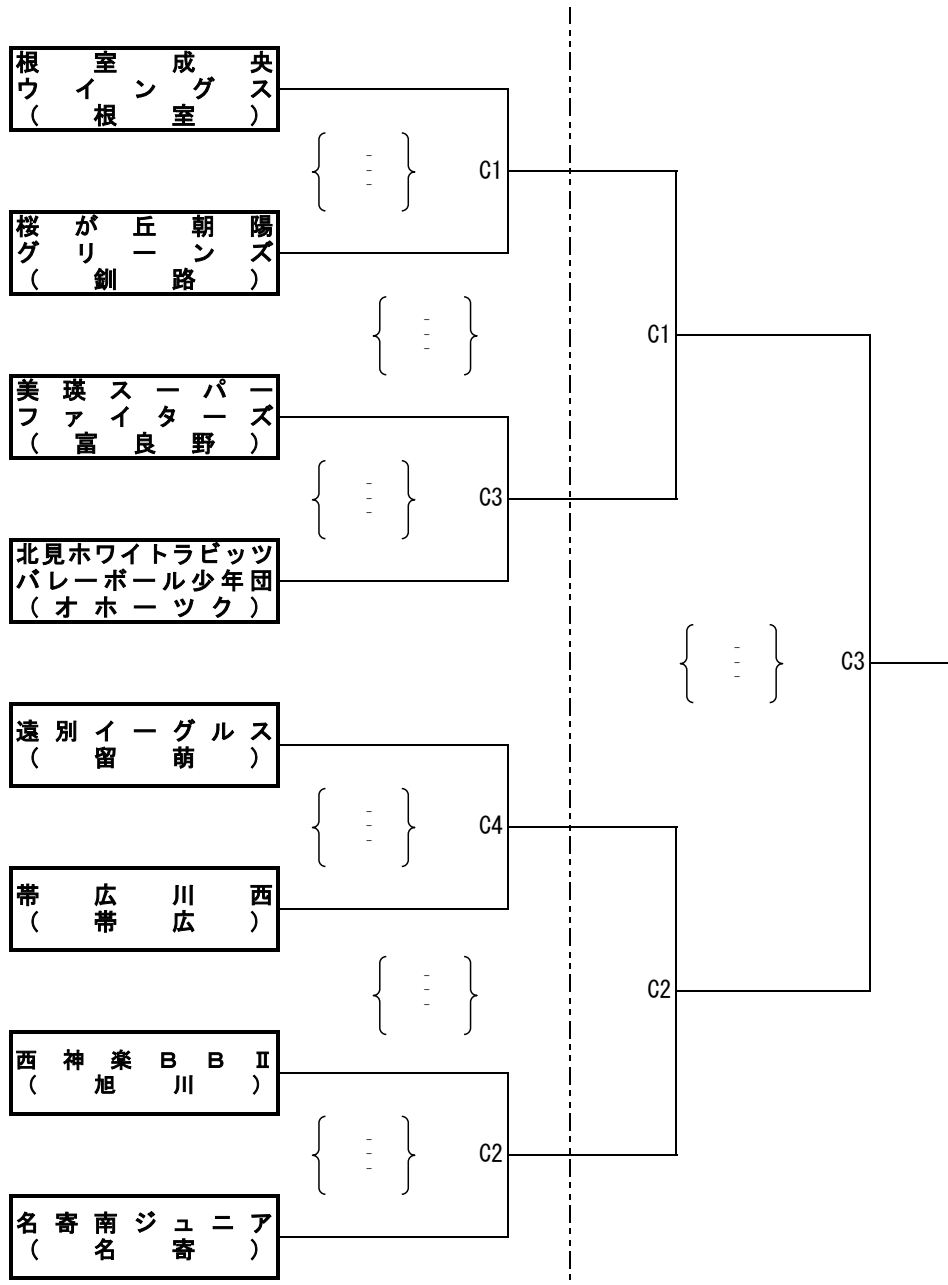 根室成央
ウイングス
(根室)
C1
桜が丘朝陽
グリーンズ
(釧路)
C1
美瑛スーパー
ファイターズ
(富良野)
C3
北見ホワイトラビッツ
バレーボール少年団
(オホーツク)
C3
遠別イーグルス
(留萌)
C4
帯広川西
(帯広)
C2
西神楽BBⅡ
(旭川)
C2
名寄南ジュニア
(名寄)